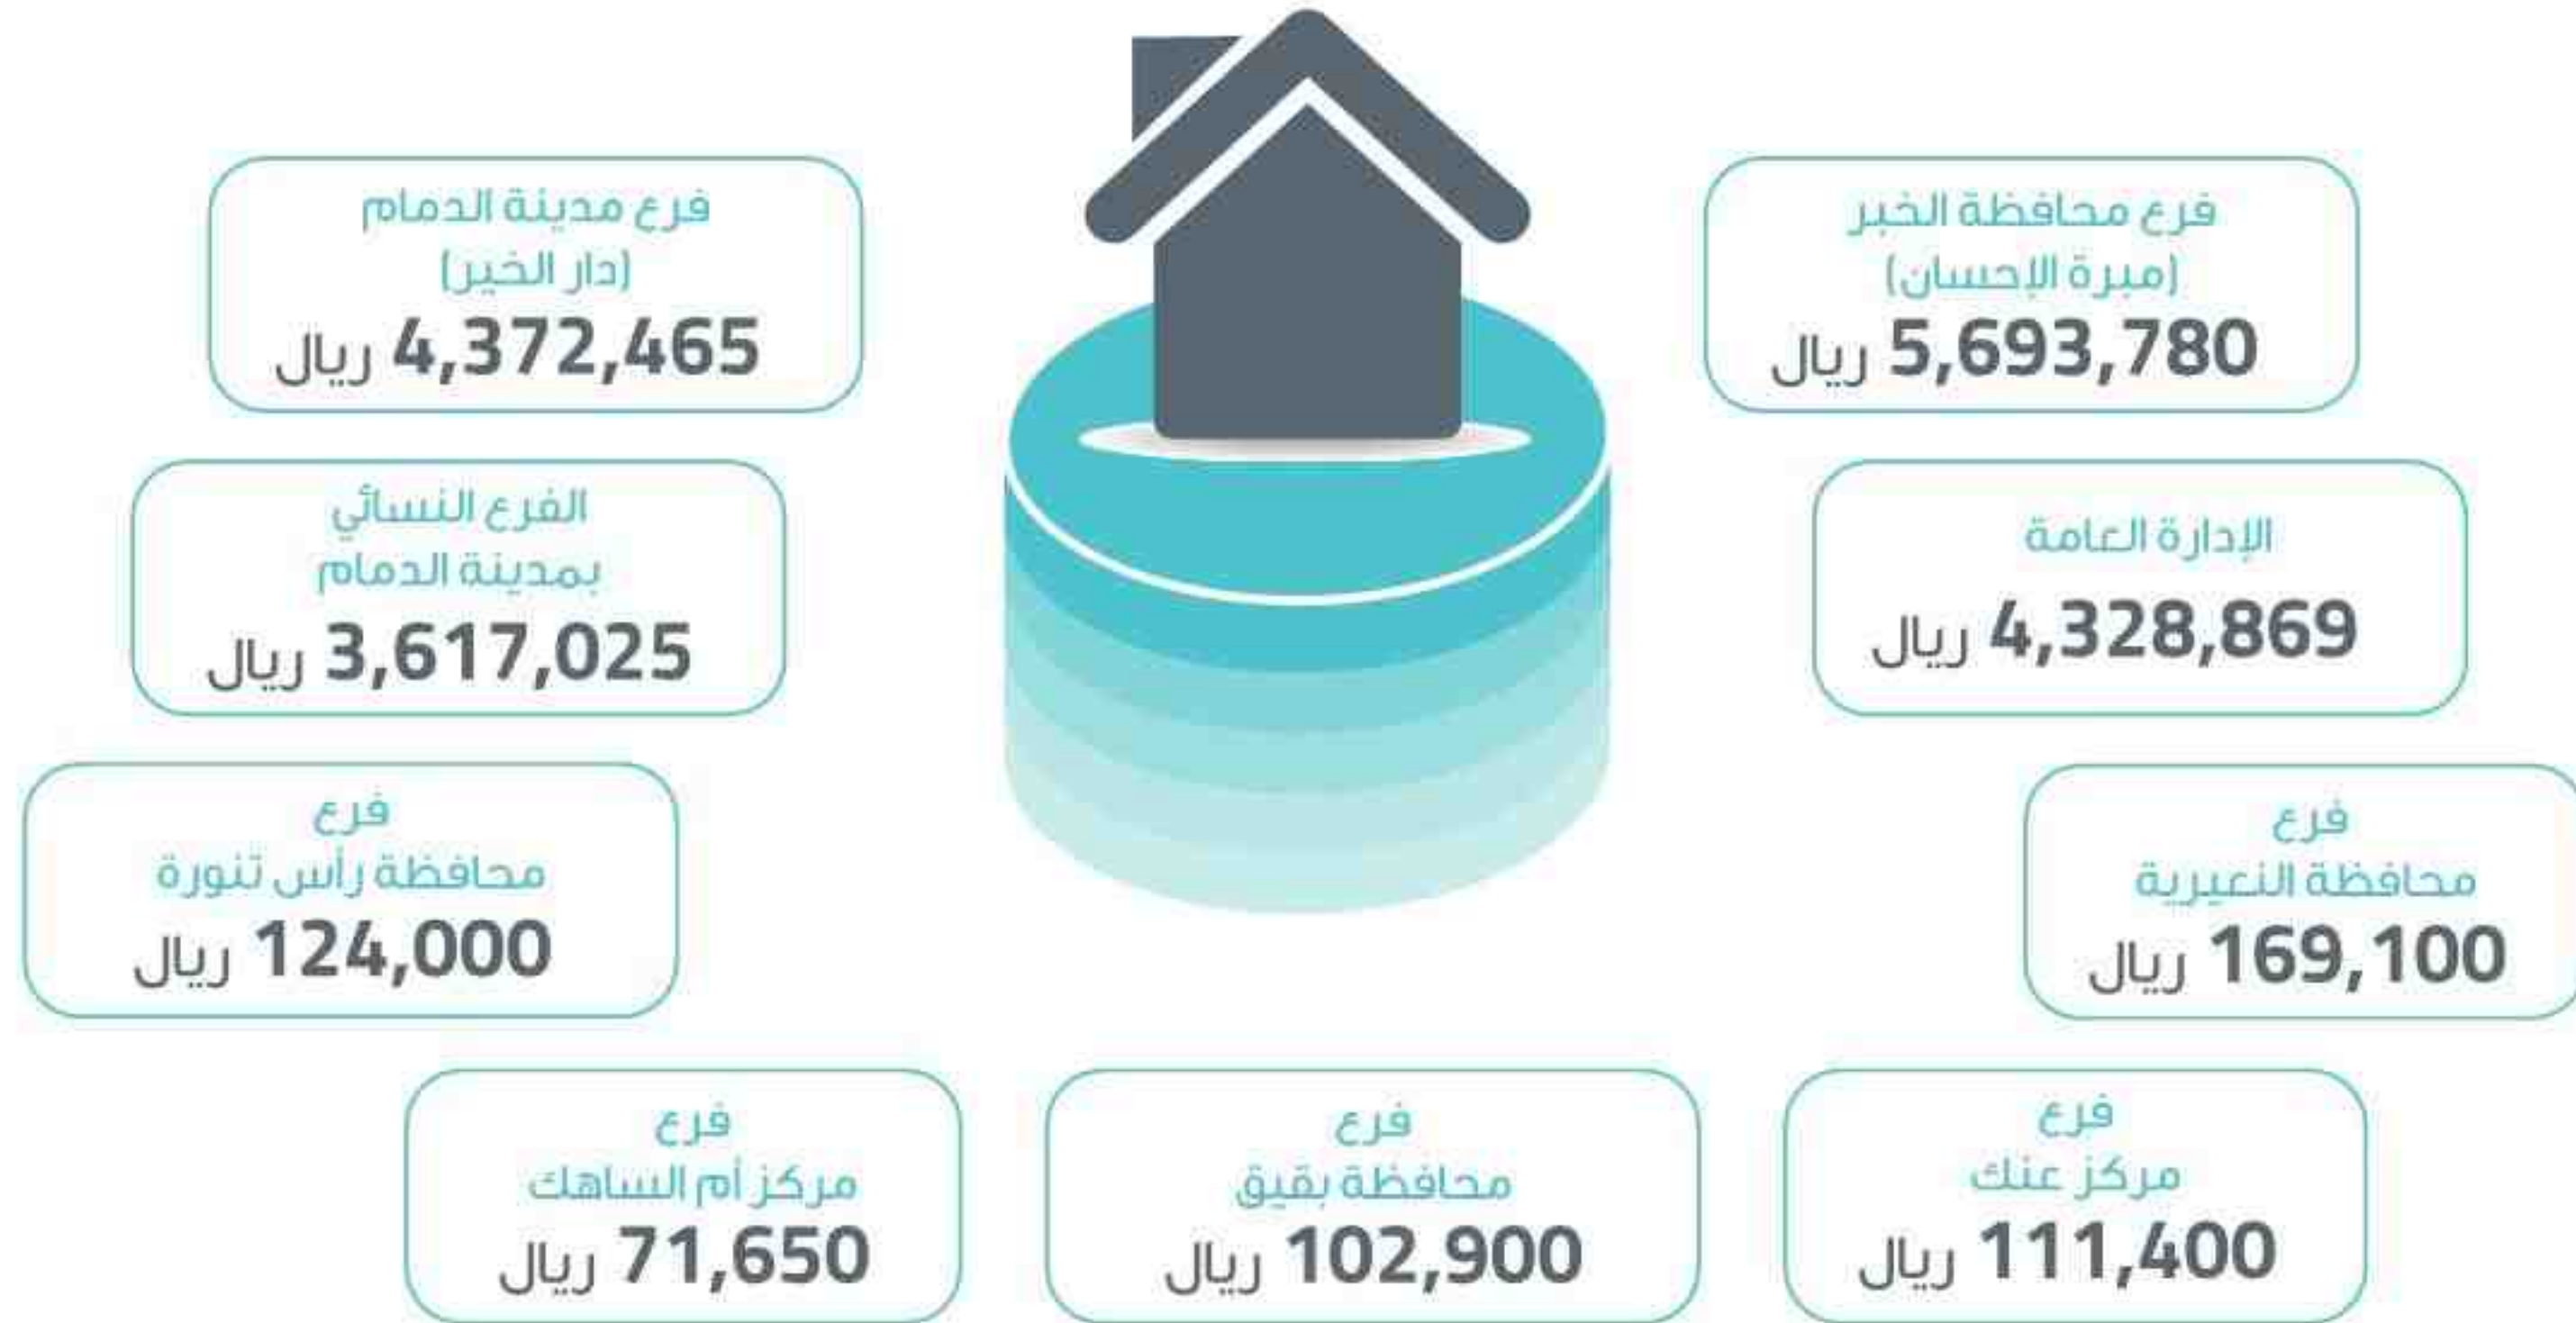 فرع محافظة الخبر
(مبرة الإحسان)
5,693,780 ريال
فرع مدينة الدمام
(دار الخير)
4,372,465 ريال
الإدارة العامة
4,328,869 ريال
الفرع النسائي
بمدينة الدمام
3,617,025 ريال
فرع
محافظة النعيرية
169,100 ريال
فرع
محافظة رأس تنورة
124,000 ريال
فرع
مركز عنك
111,400 ريال
فرع
محافظة بقيق
102,900 ريال
فرع
مركز أم الساهك
71,650 ريال